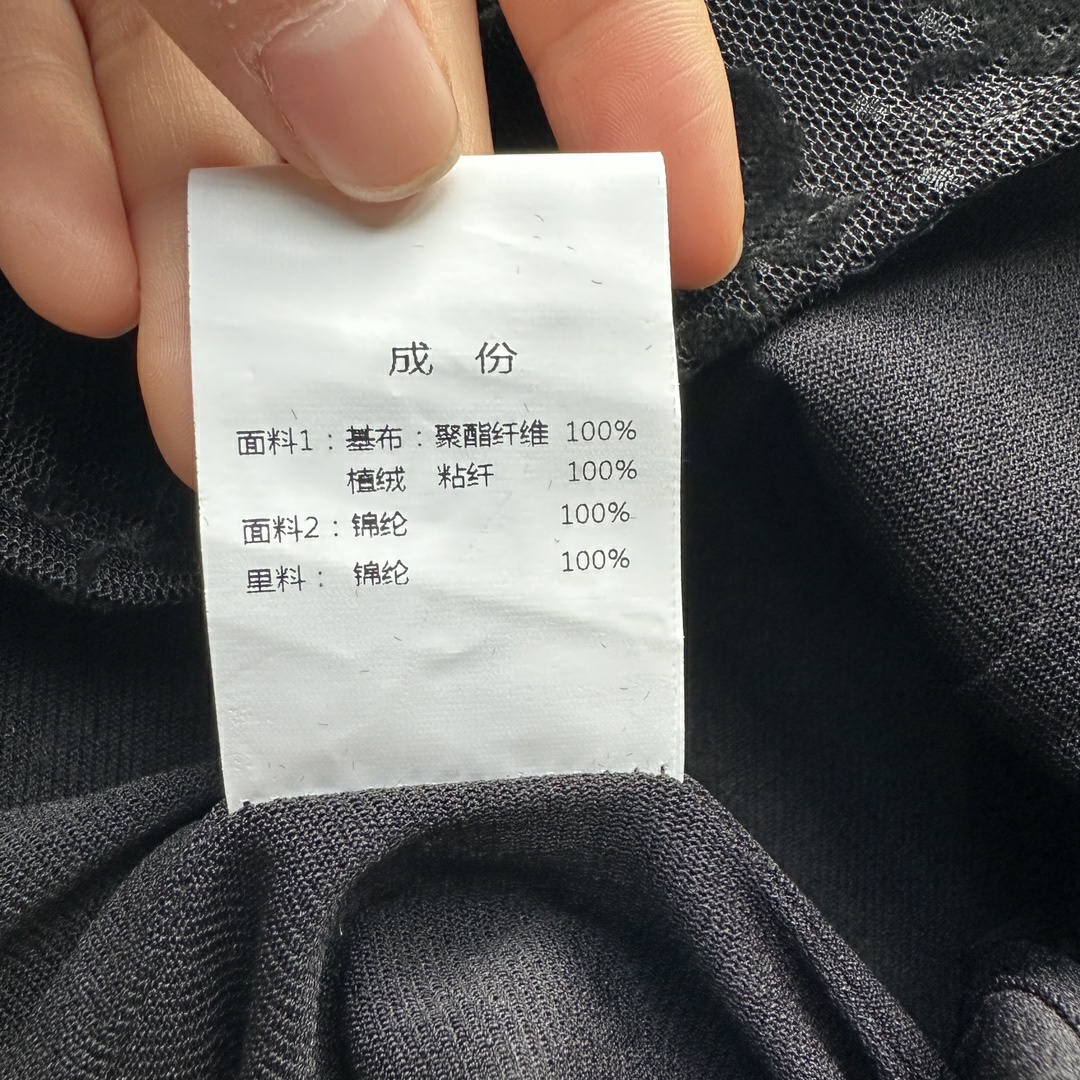 成 份
面料1：基布：聚酯纤维 100%
植绒 粘纤 100%
面料2：锦纶 100%
里料： 锦纶 100%